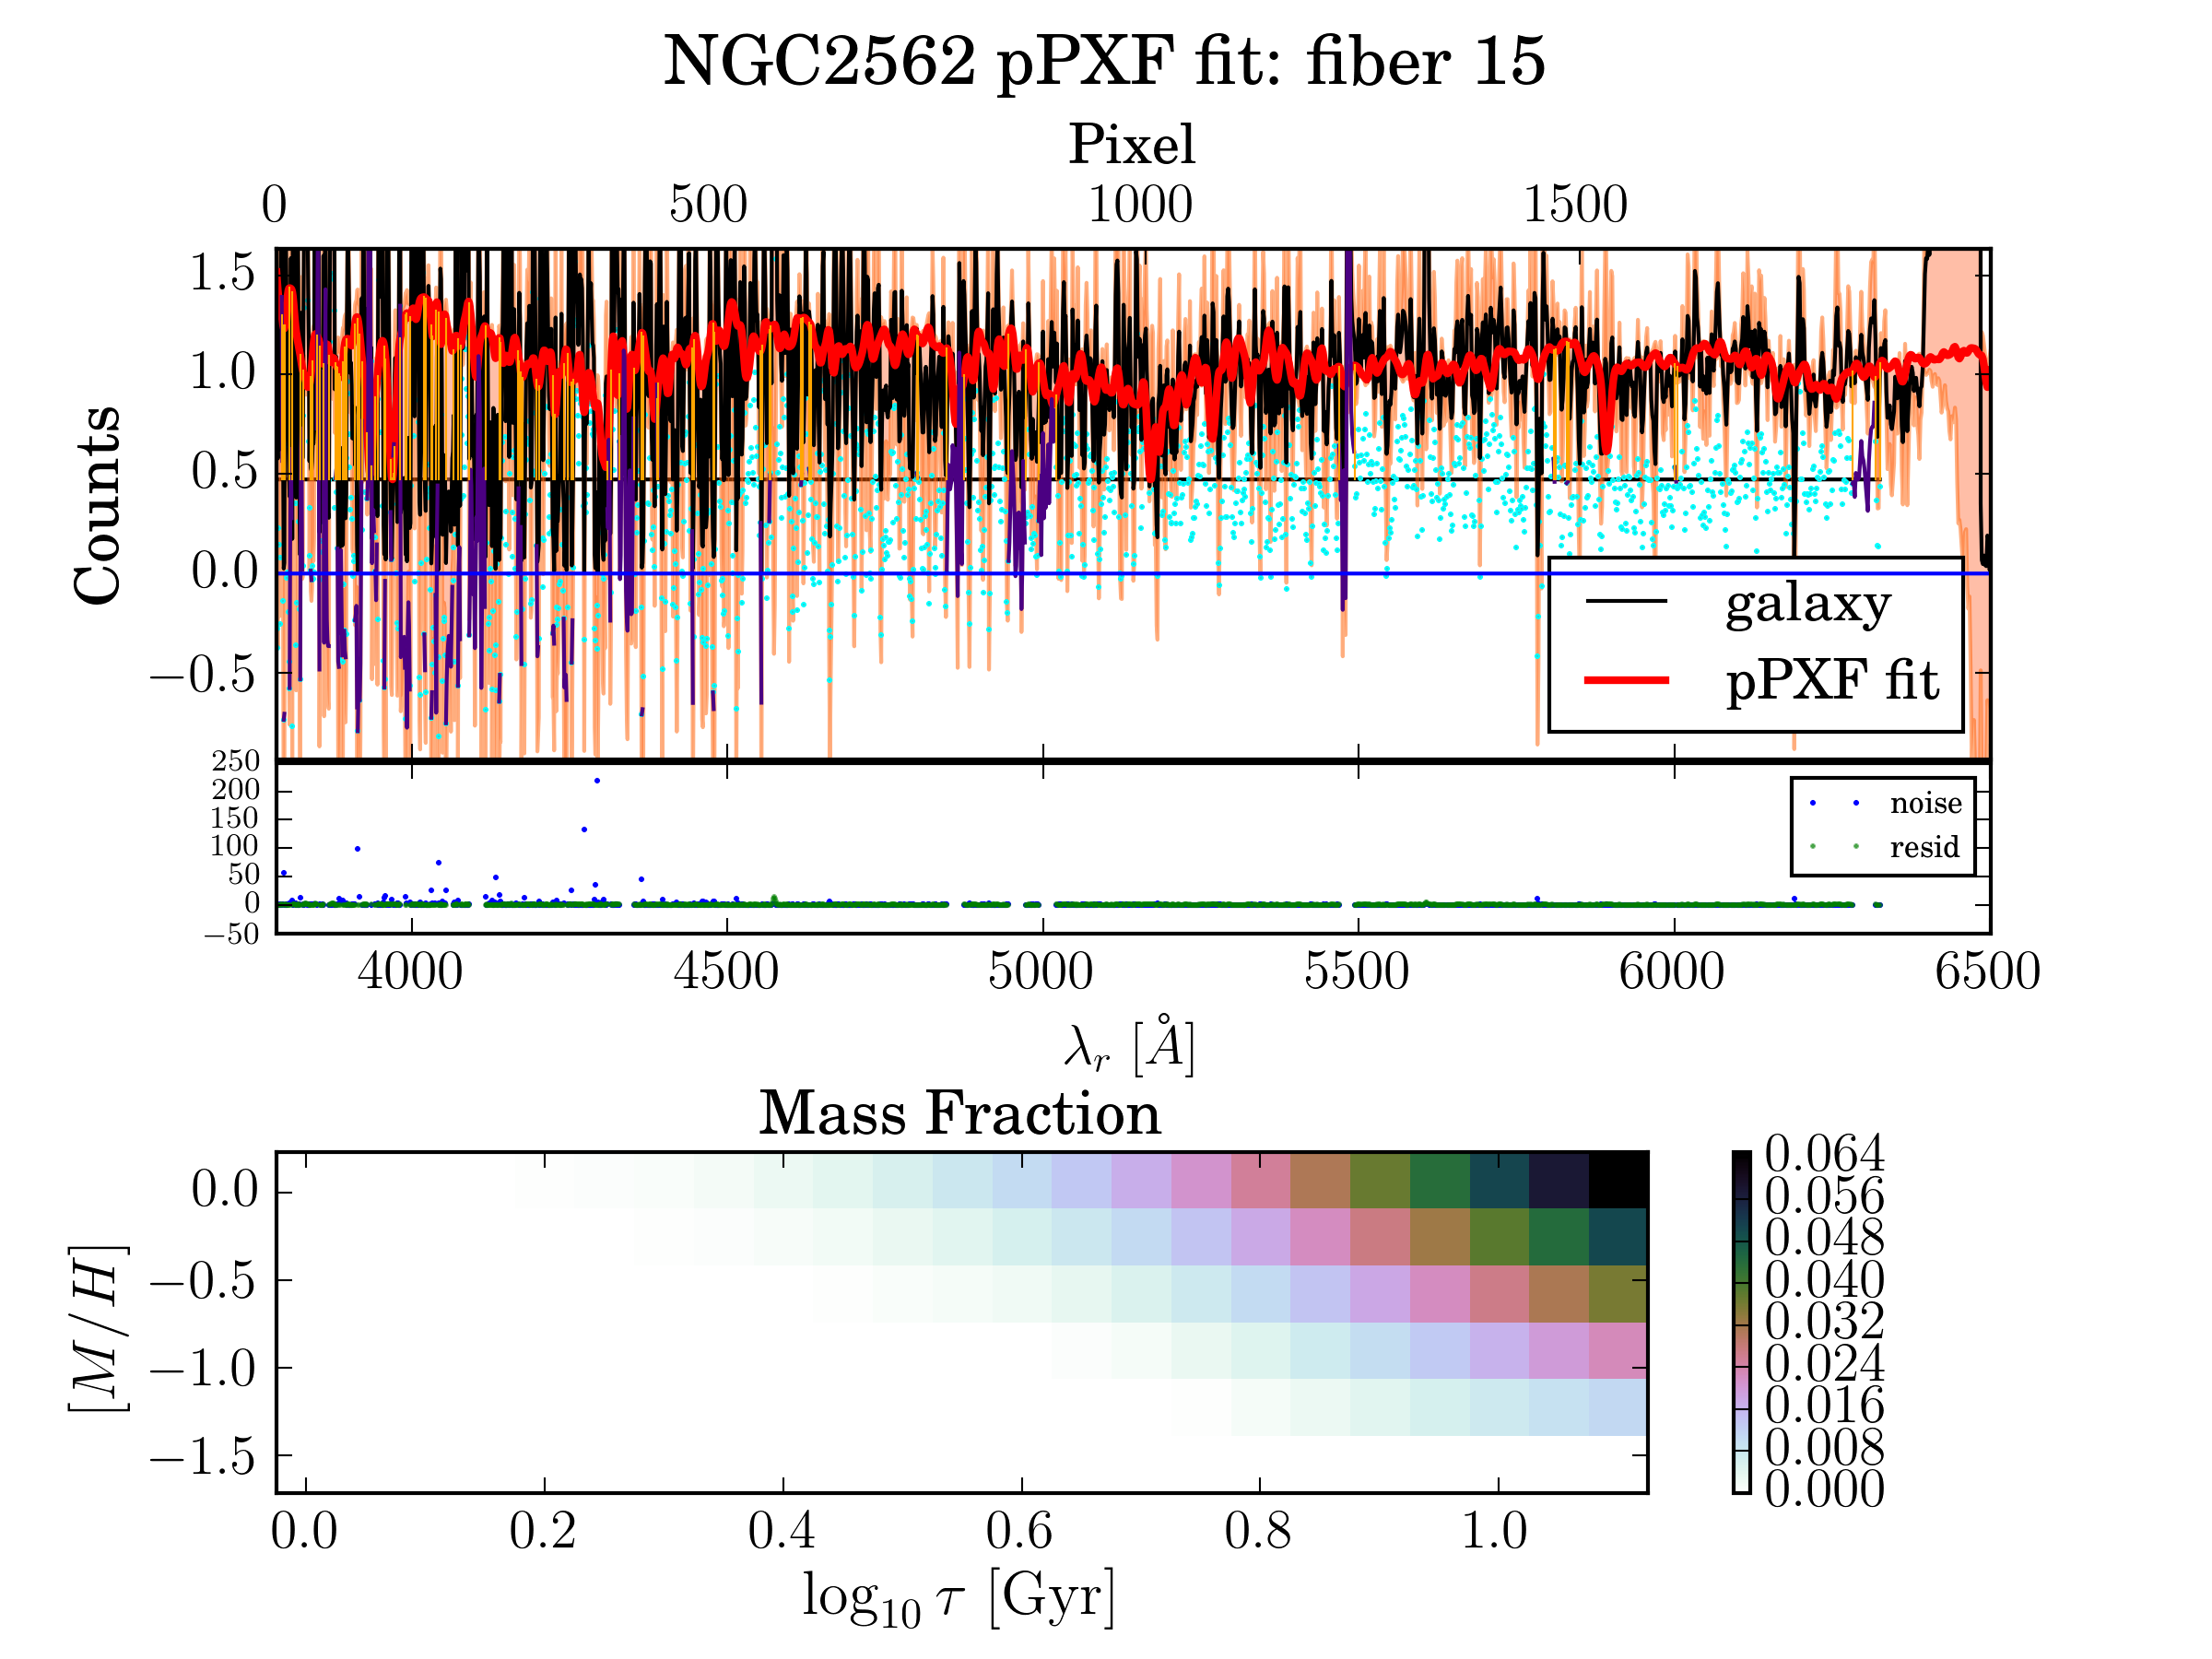 NGC2562 pPXF fit: fiber 15
Pixel
0 500 1000 1500
1.5
1.0
0.5
0.0
−0.5
Counts
galaxy
pPXF fit
250
200
150
100
50
0
−50
noise
resid
4000 4500 5000 5500 6000 6500
λr [Å]
Mass Fraction
0.0
−0.5
−1.0
−1.5
[M/H]
0.064
0.056
0.048
0.040
0.032
0.024
0.016
0.008
0.000
0.0 0.2 0.4 0.6 0.8 1.0
log10 τ [Gyr]